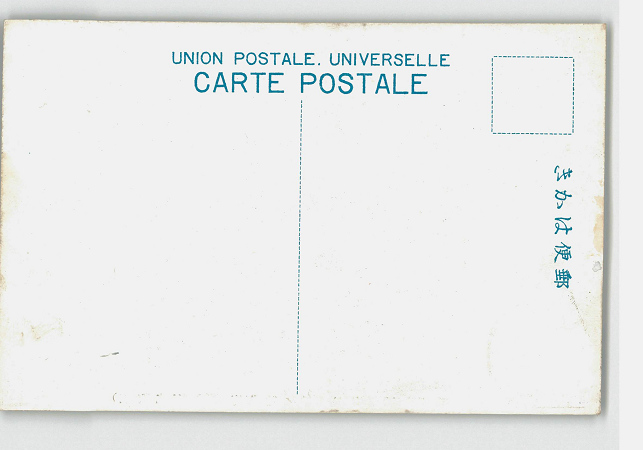 UNION POSTALE. UNIVERSELLE
CARTE POSTALE
郵便はかき